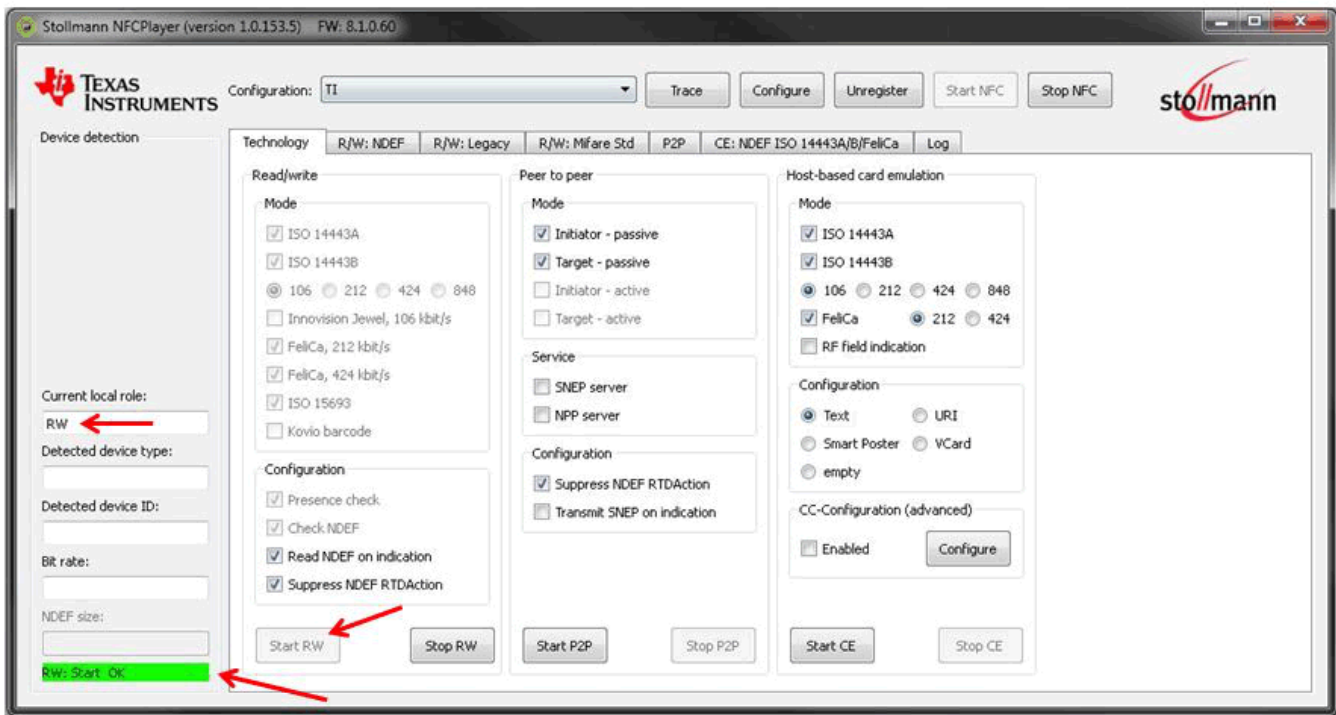 Stollmann NFCPlayer (version 1.0.153.5) FW: 8.1.0.60
TEXAS INSTRUMENTS
Configuration: TI Trace Configure Unregister Start NFC Stop NFC
stollmann
Device detection
Current local role:
RW
Detected device type:
Detected device ID:
Bit rate:
NDEF size:
RW: Start OK
Technology R/W: NDEF R/W: Legacy R/W: Mifare Std P2P CE: NDEF ISO 14443A/B/FeliCa Log
Read/write
Mode
ISO 14443A
ISO 14443B
106 212 424 848
Innovision Jewel, 106 kbit/s
FeliCa, 212 kbit/s
FeliCa, 424 kbit/s
ISO 15693
Kovio barcode
Configuration
Presence check
Check NDEF
Read NDEF on indication
Suppress NDEF RTDAction
Start RW Stop RW
Peer to peer
Mode
Initiator - passive
Target - passive
Initiator - active
Target - active
Service
SNEP server
NPP server
Configuration
Suppress NDEF RTDAction
Transmit SNEP on indication
Start P2P Stop P2P
Host-based card emulation
Mode
ISO 14443A
ISO 14443B
106 212 424 848
FeliCa 212 424
RF field indication
Configuration
Text URI
Smart Poster VCard
empty
CC-Configuration (advanced)
Enabled Configure
Start CE Stop CE